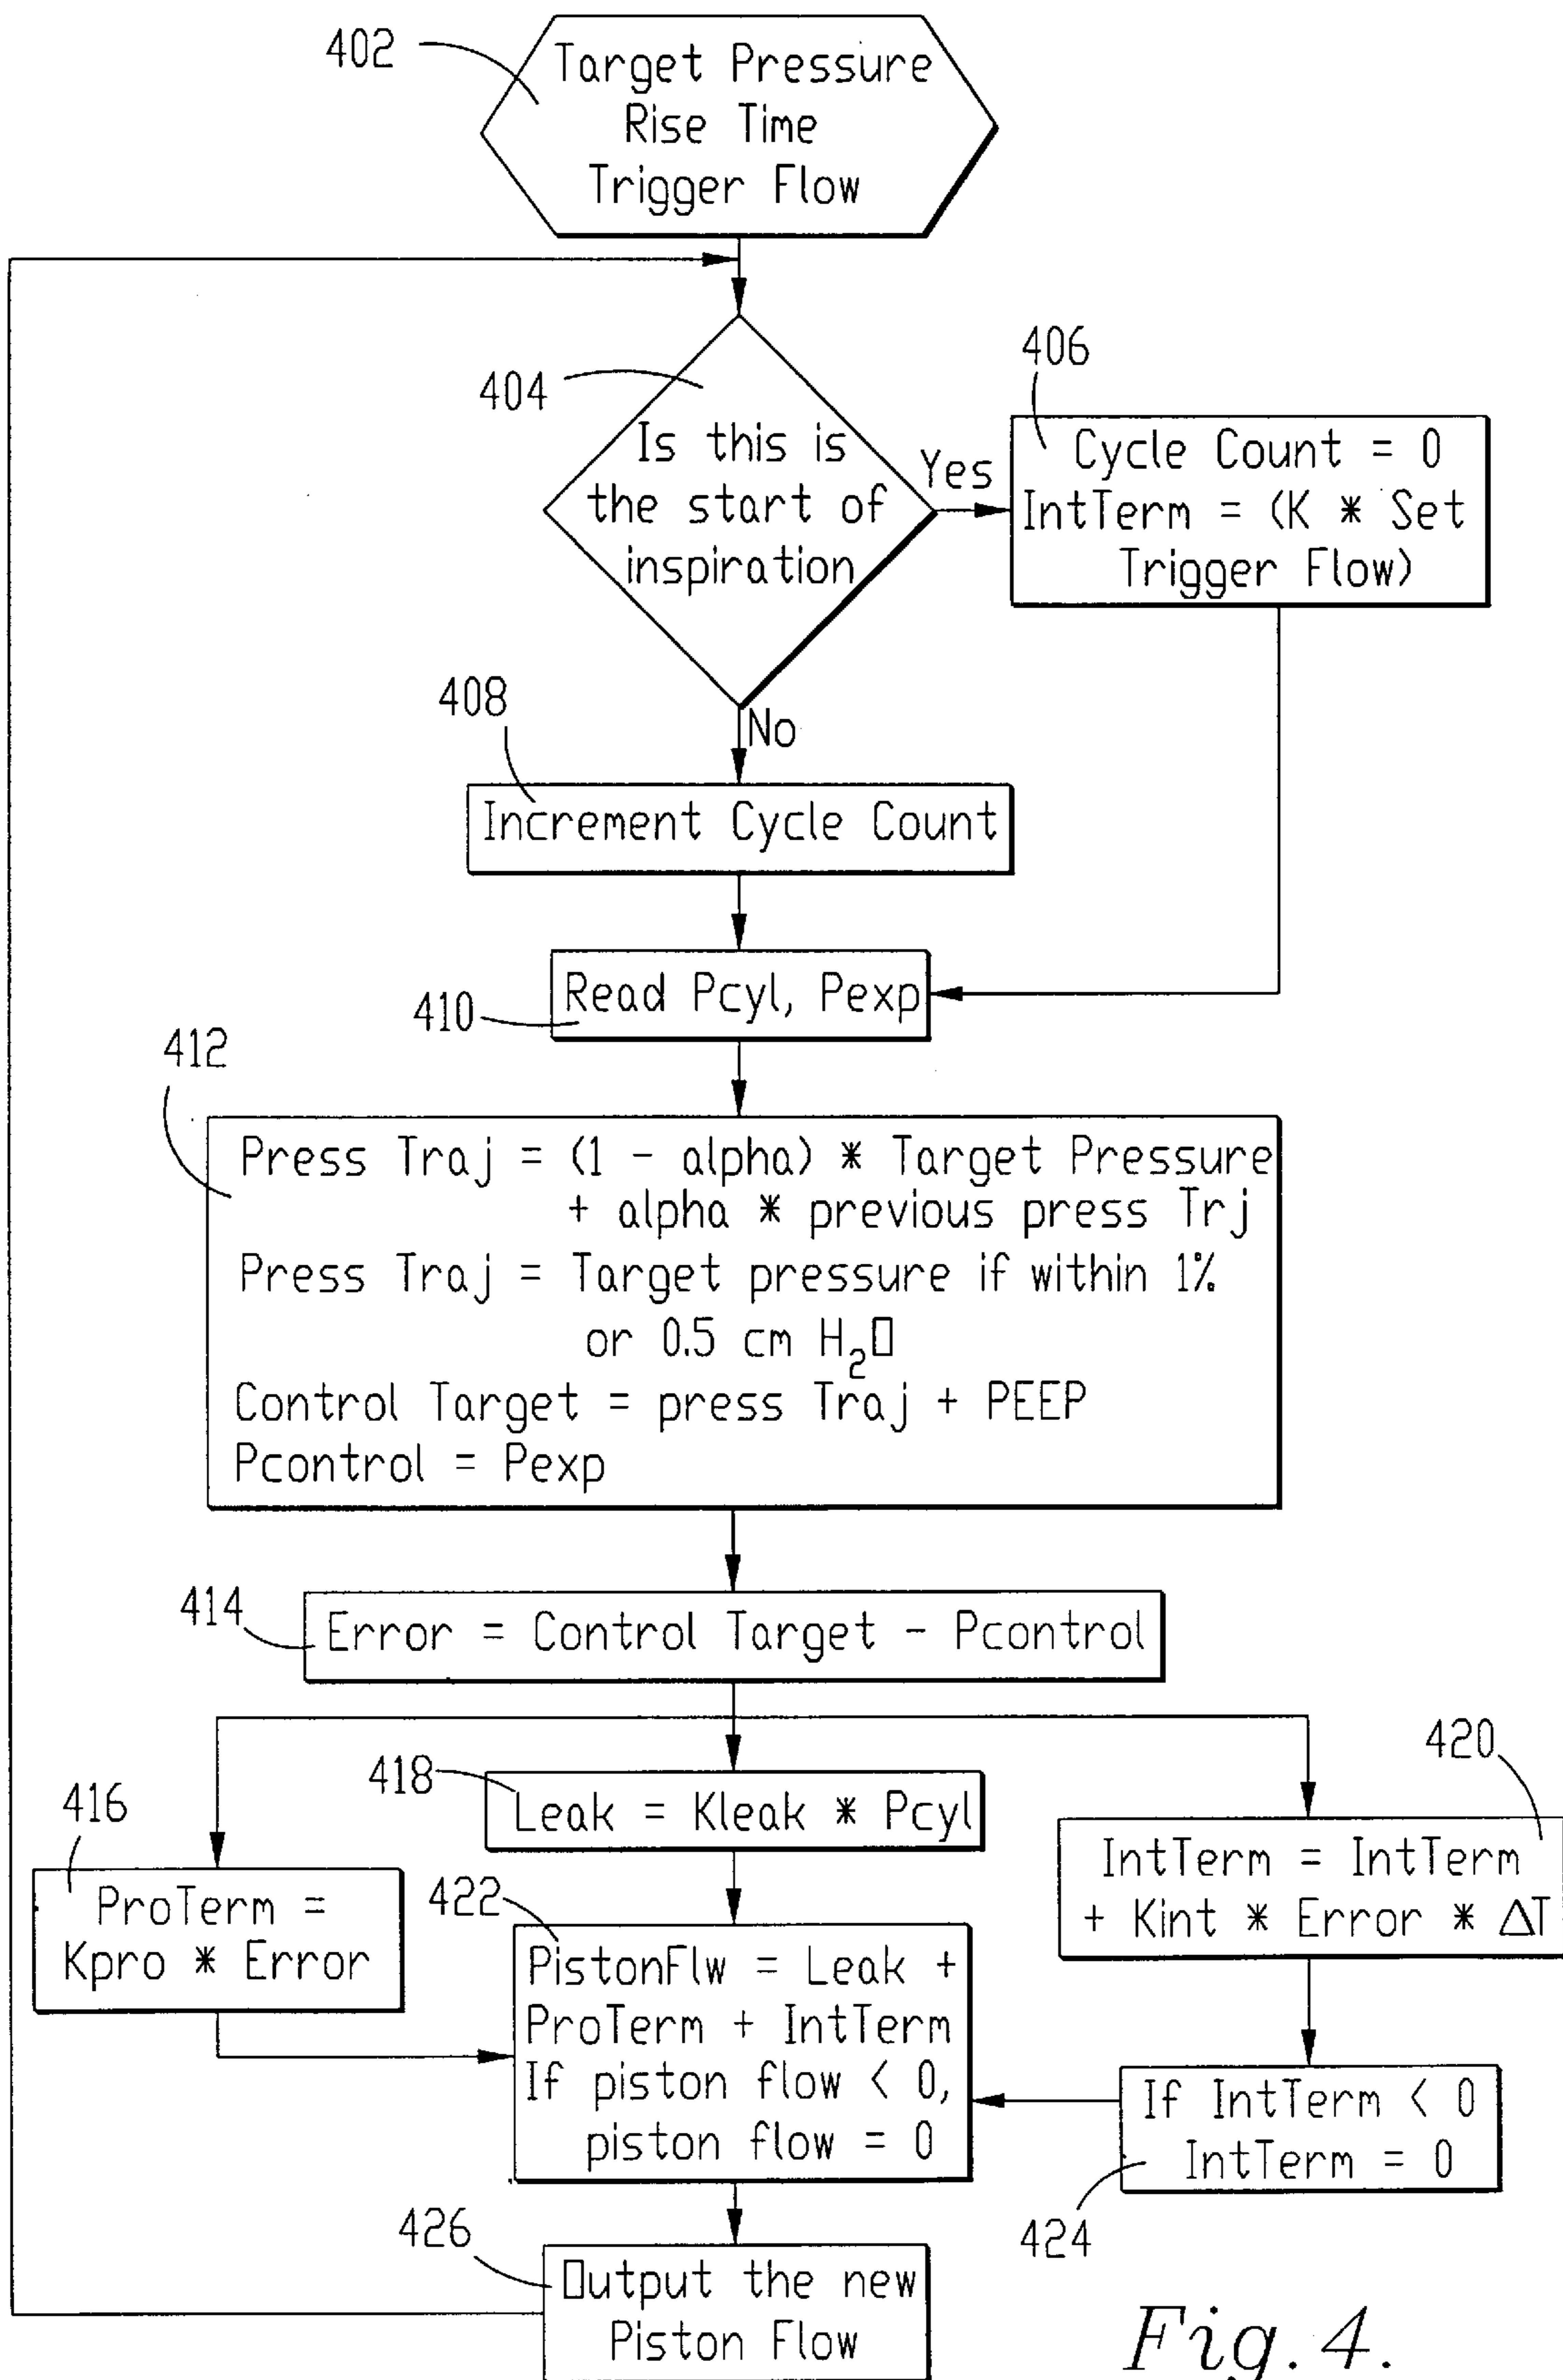 402
Target Pressure
Rise Time
Trigger Flow
404
Is this is
the start of
inspiration
Yes
406
Cycle Count = 0
IntTerm = (K * Set
Trigger Flow)
No
408
Increment Cycle Count
410
Read Pcyl, Pexp
412
Press Traj = (1 - alpha) * Target Pressure
+ alpha * previous press Trj
Press Traj = Target pressure if within 1%
or 0.5 cm H₂O
Control Target = press Traj + PEEP
Pcontrol = Pexp
414
Error = Control Target - Pcontrol
416
ProTerm =
Kpro * Error
418
Leak = Kleak * Pcyl
420
IntTerm = IntTerm
+ Kint * Error * ΔT
422
PistonFlw = Leak +
ProTerm + IntTerm
If piston flow < 0,
piston flow = 0
424
If IntTerm < 0
IntTerm = 0
426
Output the new
Piston Flow
Fig. 4.